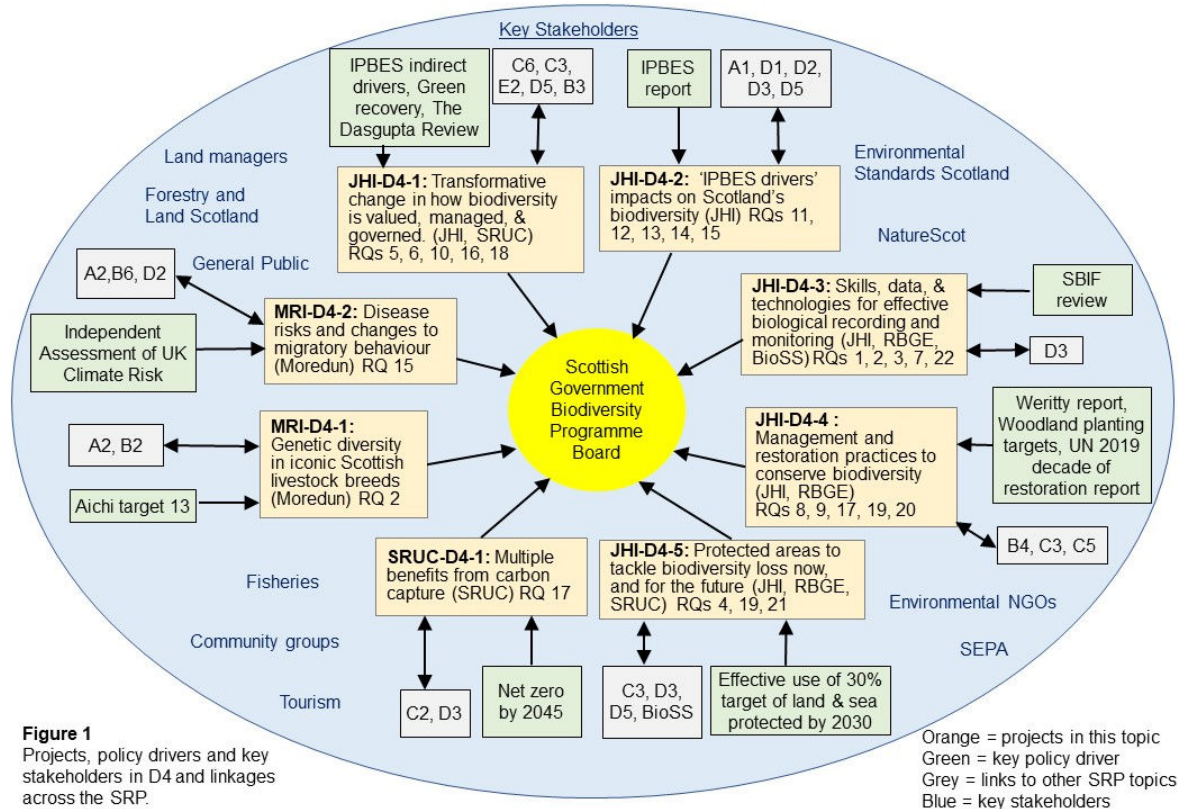 Key Stakeholders
IPBES indirect
drivers, Green
recovery, The
Dasgupta Review
C6, C3,
E2, D5, B3
IPBES
report
A1, D1, D2,
D3, D5
Land managers
Forestry and
Land Scotland
General Public
Environmental
Standards Scotland
NatureScot
JHI-D4-1: Transformative
change in how biodiversity
is valued, managed, &
governed. (JHI, SRUC)
RQs 5, 6, 10, 16, 18
JHI-D4-2: ‘IPBES drivers’
impacts on Scotland’s
biodiversity (JHI) RQs 11,
12, 13, 14, 15
A2,B6, D2
Independent
Assessment of UK
Climate Risk
MRI-D4-2: Disease
risks and changes to
migratory behaviour
(Moredun) RQ 15
JHI-D4-3: Skills, data, &
technologies for effective
biological recording and
monitoring (JHI, RBGE,
BioSS) RQs 1, 2, 3, 7, 22
SBIF
review
D3
Scottish
Government
Biodiversity
Programme
Board
A2, B2
Aichi target 13
MRI-D4-1:
Genetic diversity
in iconic Scottish
livestock breeds
(Moredun) RQ 2
JHI-D4-4 :
Management and
restoration practices to
conserve biodiversity
(JHI, RBGE)
RQs 8, 9, 17, 19, 20
Weritty report,
Woodland planting
targets, UN 2019
decade of
restoration report
B4, C3, C5
SRUC-D4-1: Multiple
benefits from carbon
capture (SRUC) RQ 17
JHI-D4-5: Protected areas to
tackle biodiversity loss now,
and for the future (JHI, RBGE,
SRUC) RQs 4, 19, 21
Fisheries
Community groups
Tourism
Environmental NGOs
SEPA
C2, D3
Net zero
by 2045
C3, D3,
D5, BioSS
Effective use of 30%
target of land & sea
protected by 2030
Figure 1
Projects, policy drivers and key
stakeholders in D4 and linkages
across the SRP.
Orange = projects in this topic
Green = key policy driver
Grey = links to other SRP topics
Blue = key stakeholders